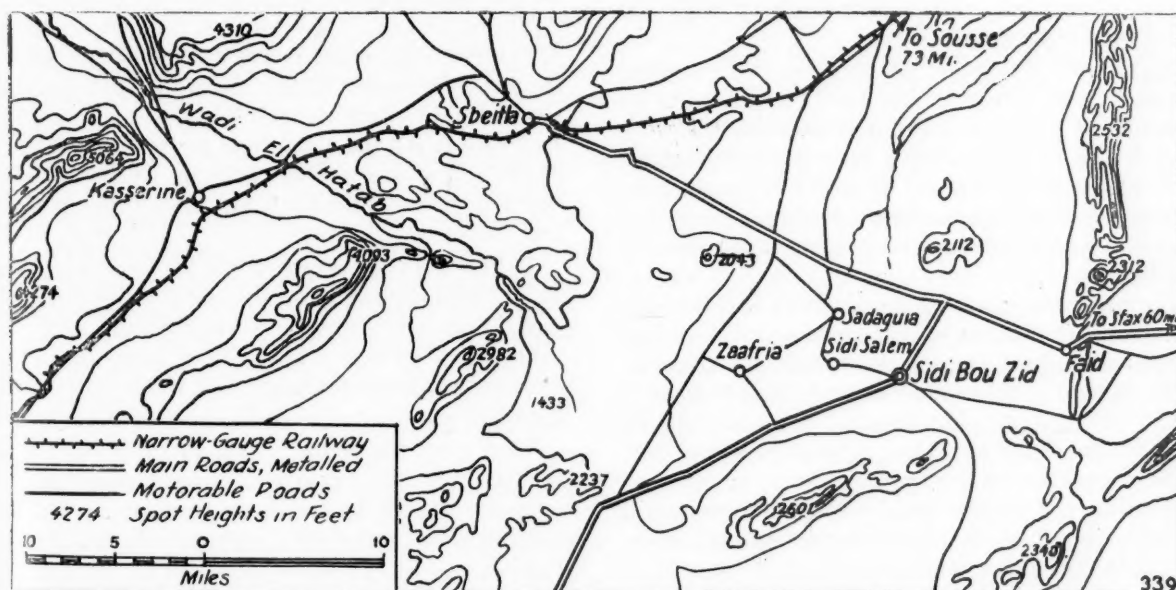 4310
To Sousse
73 Mi.
Sbeitla
Wadi
El
Hatab
5064
2532
Kasserine
4093
2043
2112
2312
4274
To Sfax 60 mi
Sadaguia
Sidi Salem
Zaafria
Faid
2982
Sidi Bou Zid
1433
2237
2601
2340
Narrow-Gauge Railway
Main Roads, Metalled
Motorable Roads
4274 Spot Heights in Feet
10 5 0 10
Miles
339